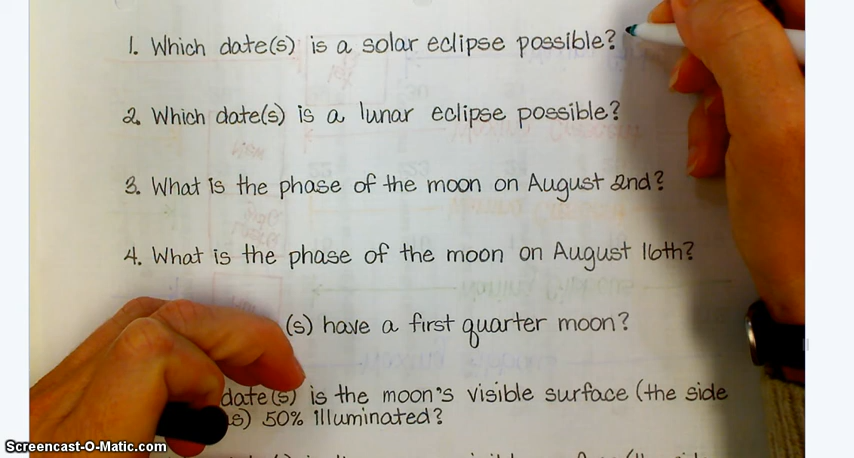 1. Which date(s) is a solar eclipse possible?
2. Which date(s) is a lunar eclipse possible?
3. What is the phase of the moon on August 2nd?
4. What is the phase of the moon on August 16th?
(s) have a first quarter moon?
date(s) is the moon's visible surface (the side
s) 50% illuminated?
Screencast-O-Matic.com